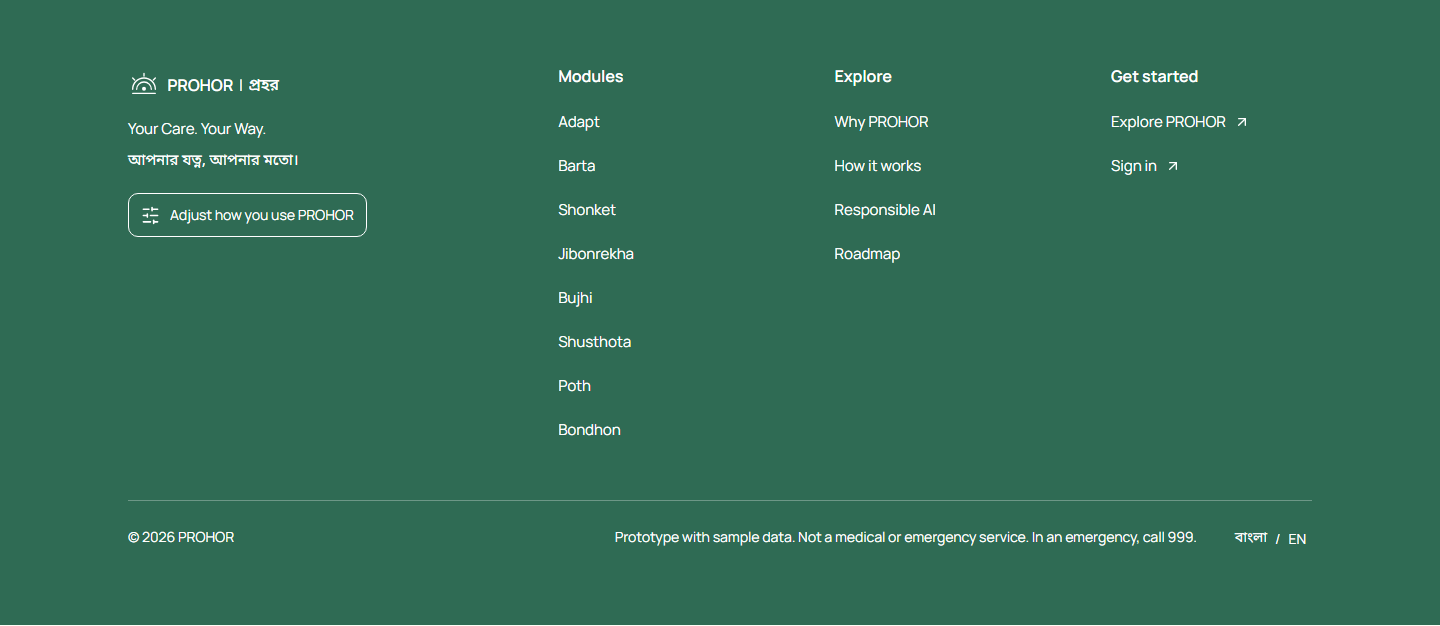 PROHOR | প্রহর
Your Care. Your Way.
আপনার যত্ন, আপনার মতো।
Adjust how you use PROHOR
Modules
Adapt
Barta
Shonket
Jibonrekha
Bujhi
Shusthota
Poth
Bondhon
Explore
Why PROHOR
How it works
Responsible AI
Roadmap
Get started
Explore PROHOR
Sign in
© 2026 PROHOR
Prototype with sample data. Not a medical or emergency service. In an emergency, call 999.
বাংলা / EN